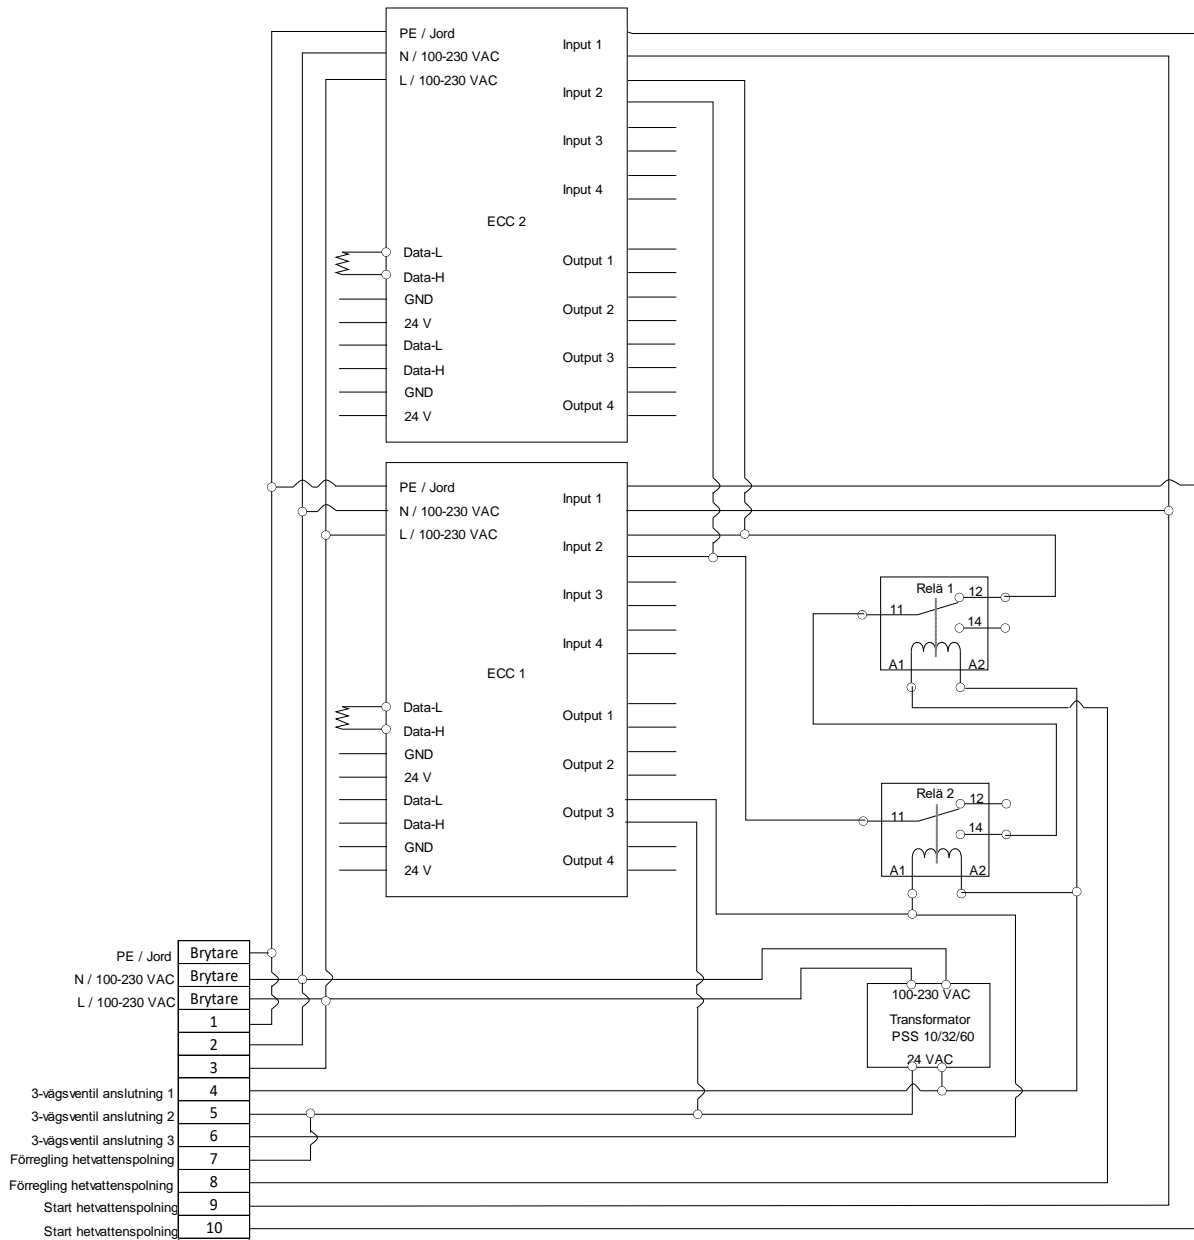 PE / Jord
N / 100-230 VAC
L / 100-230 VAC
Input 1
Input 2
Input 3
Input 4
ECC 2
Data-L
Data-H
GND
24 V
Data-L
Data-H
GND
24 V
Output 1
Output 2
Output 3
Output 4
PE / Jord
N / 100-230 VAC
L / 100-230 VAC
Input 1
Input 2
Input 3
Input 4
ECC 1
Data-L
Data-H
GND
24 V
Data-L
Data-H
GND
24 V
Output 1
Output 2
Output 3
Output 4
Relä 1
12
11
14
A1
A2
Relä 2
12
11
14
A1
A2
100-230 VAC
Transformator
PSS 10/32/60
24 VAC
PE / Jord Brytare
N / 100-230 VAC Brytare
L / 100-230 VAC Brytare
1
2
3
3-vägsventil anslutning 1 4
3-vägsventil anslutning 2 5
3-vägsventil anslutning 3 6
Förregling hetvattenspolning 7
Förregling hetvattenspolning 8
Start hetvattenspolning 9
Start hetvattenspolning 10